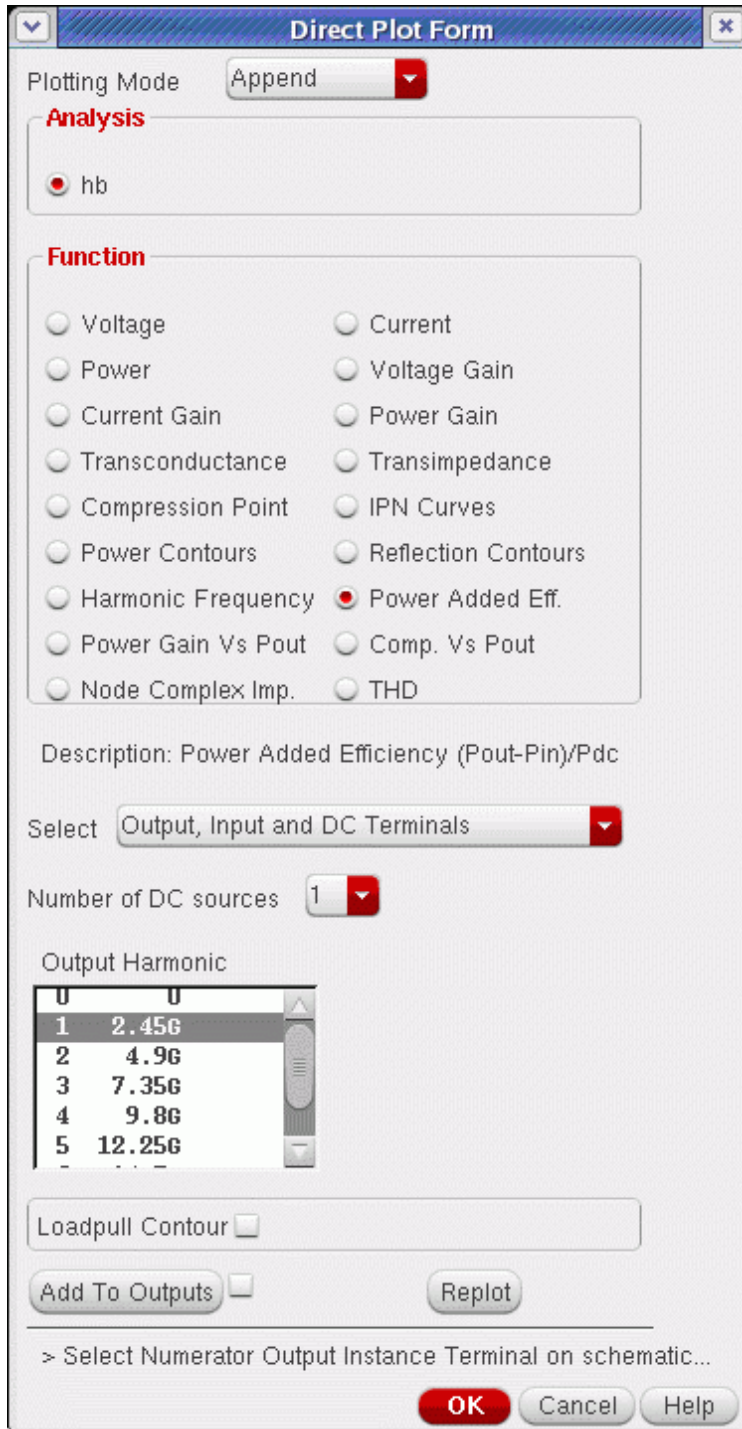 Direct Plot Form
Plotting Mode Append
Analysis
hb
Function
Voltage Current
Power Voltage Gain
Current Gain Power Gain
Transconductance Transimpedance
Compression Point IPN Curves
Power Contours Reflection Contours
Harmonic Frequency Power Added Eff.
Power Gain Vs Pout Comp. Vs Pout
Node Complex Imp. THD
Description: Power Added Efficiency (Pout-Pin)/Pdc
Select Output, Input and DC Terminals
Number of DC sources 1
Output Harmonic
0 0
1 2.45G
2 4.9G
3 7.35G
4 9.8G
5 12.25G
Loadpull Contour
Add To Outputs Replot
> Select Numerator Output Instance Terminal on schematic...
OK Cancel Help